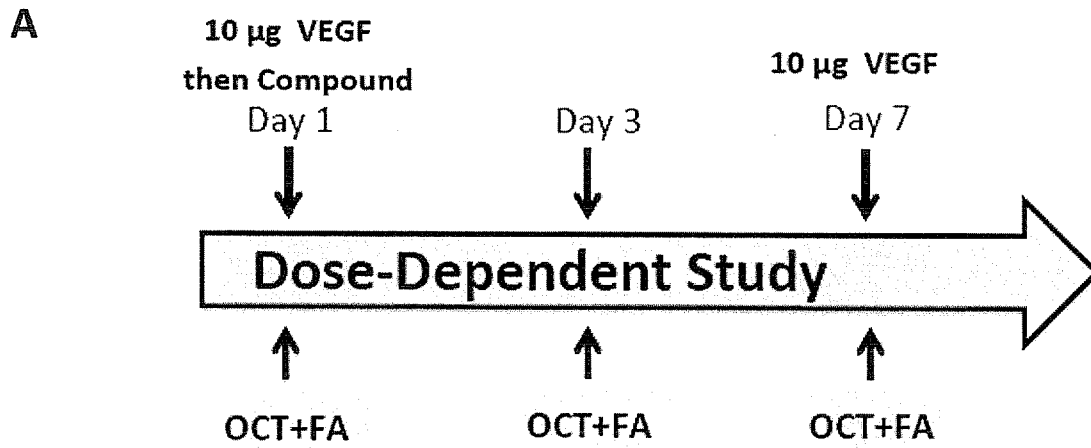 A
10 µg VEGF
then Compound
Day 1
Day 3
10 µg VEGF
Day 7
Dose-Dependent Study
OCT+FA
OCT+FA
OCT+FA